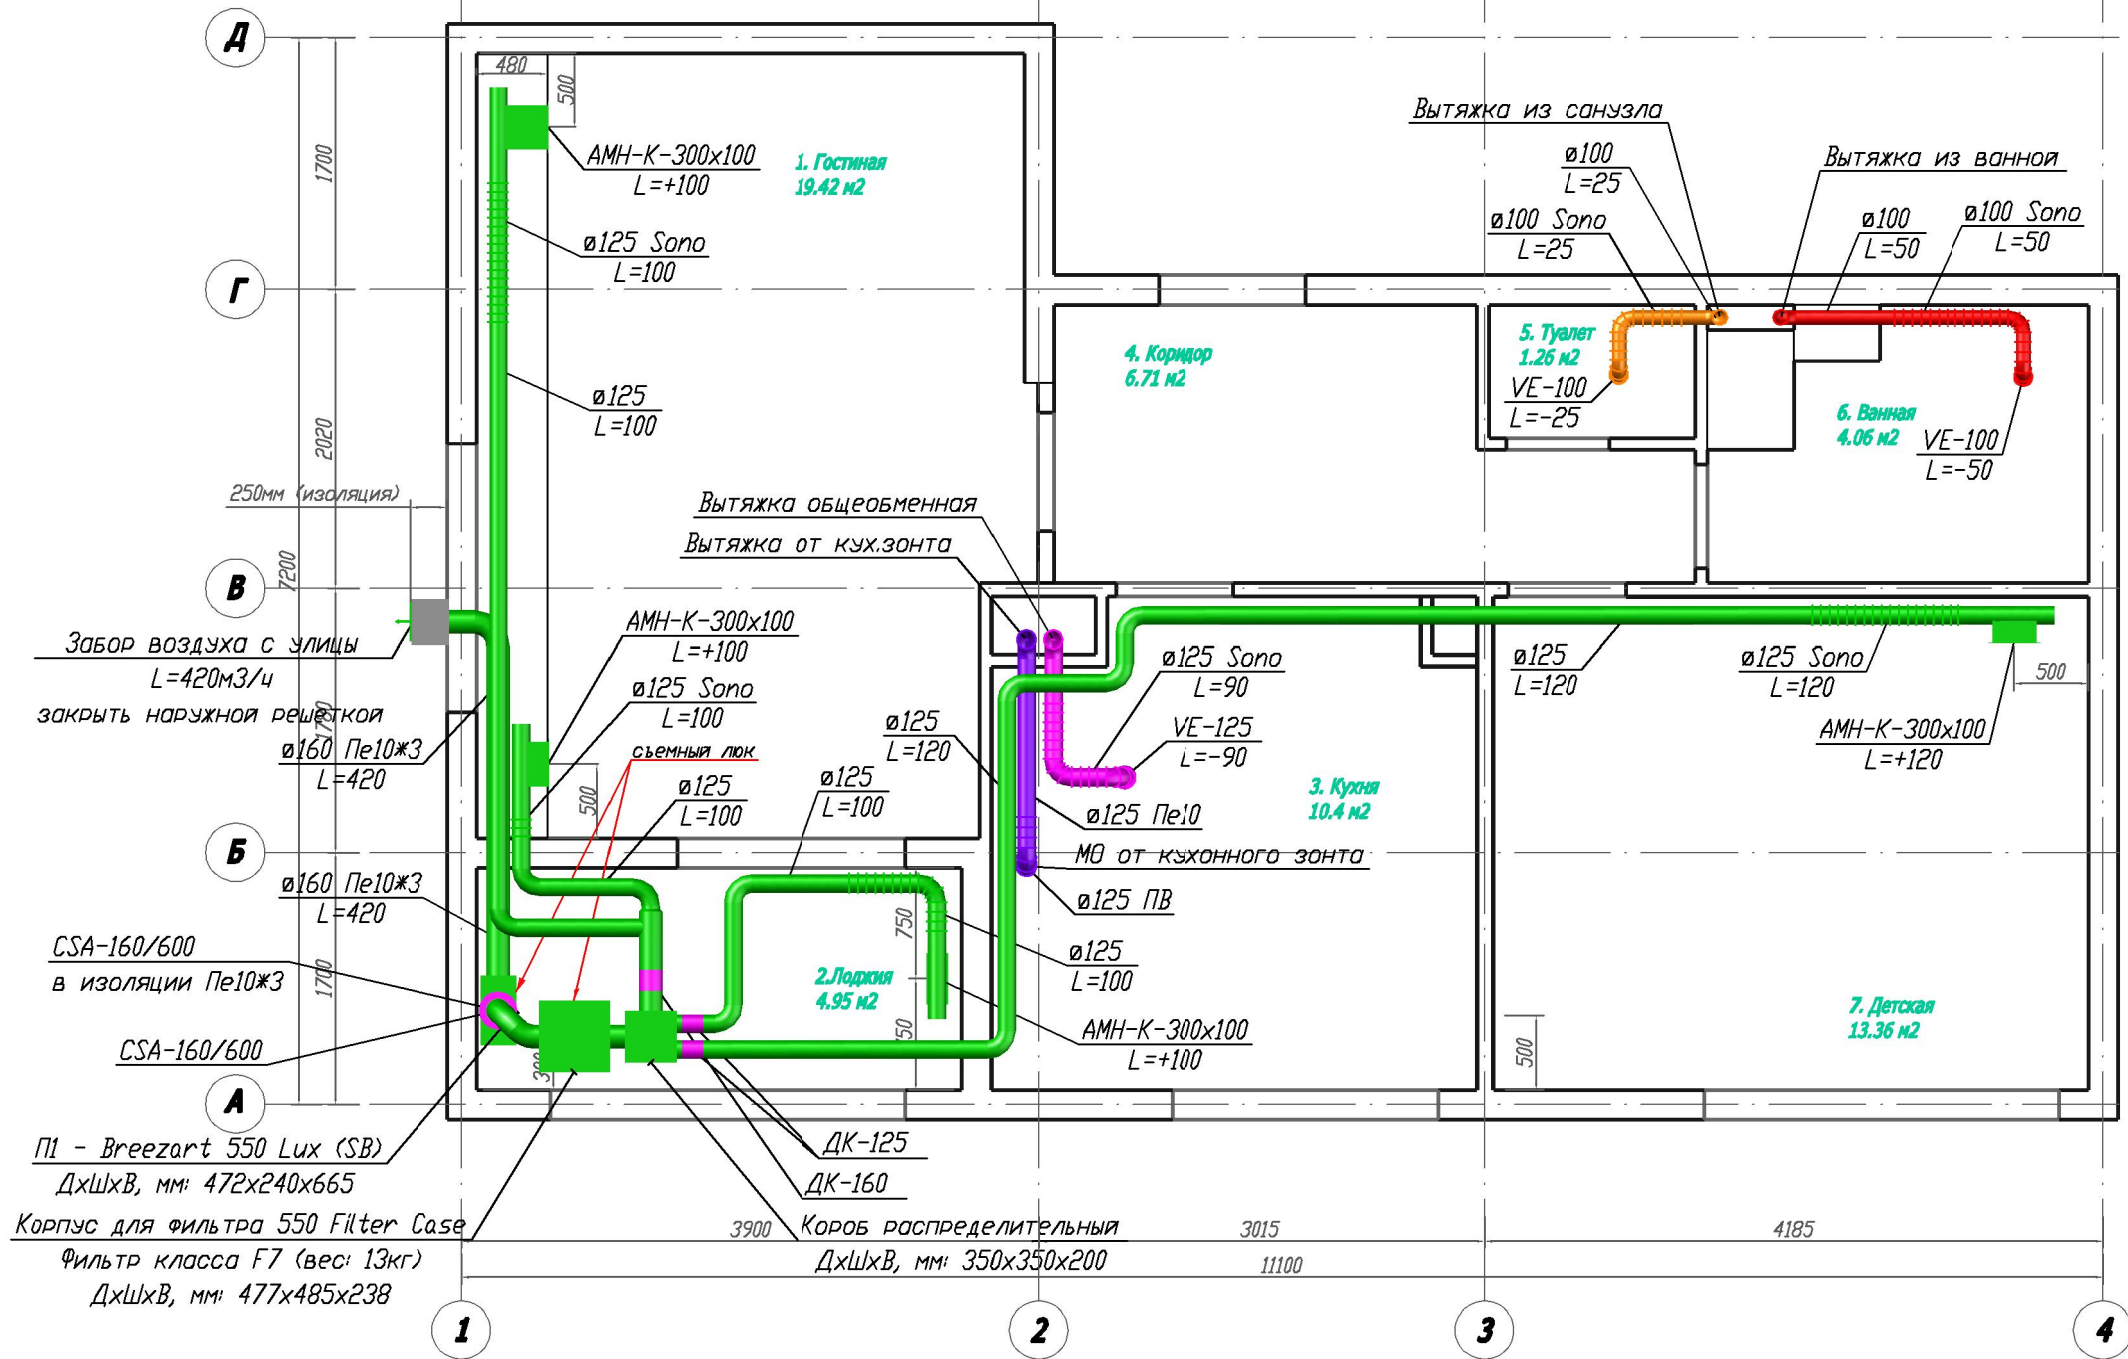 Д
480
500
1700
АМН-К-300х100
L=+100
1. Гостиная
19.42 м2
ø125 Sono
L=100
Вытяжка из санузла
ø100
L=25
Вытяжка из ванной
ø100 Sono
L=25
ø100
L=50
ø100 Sono
L=50
Г
4. Коридор
6.71 м2
5. Туалет
1.26 м2
VE-100
L=-25
ø125
L=100
2020
6. Ванная
4.06 м2
VE-100
L=-50
250мм (изоляция)
Вытяжка общеобменная
Вытяжка от кух.зонта
7200
В
Забор воздуха с улицы
L=420м3/ч
закрыть наружной решеткой
1780
АМН-К-300х100
L=+100
ø125 Sono
L=100
съемный люк
ø160 Пе10ж3
L=420
ø125
L=120
ø125 Sono
L=90
VE-125
L=-90
ø125
L=120
ø125 Sono
L=120
500
АМН-К-300х100
L=+120
500
ø125
L=100
ø125
L=100
3. Кухня
10.4 м2
ø125 Пе10
МО от кухонного зонта
ø125 ПВ
Б
ø160 Пе10ж3
L=420
750
CSA-160/600
в изоляции Пе10ж3
1700
2.Лоджия
4.95 м2
ø125
L=100
АМН-К-300х100
L=+100
7. Детская
13.36 м2
500
CSA-160/600
А
П1 - Breezart 550 Lux (SB)
ДхШхВ, мм: 472х240х665
ДК-125
ДК-160
Корпус для фильтра 550 Filter Case
Фильтр класса F7 (вес: 13кг)
ДхШхВ, мм: 477х485х238
3900
Короб распределительный
ДхШхВ, мм: 350х350х200
3015
4185
11100
1
2
3
4